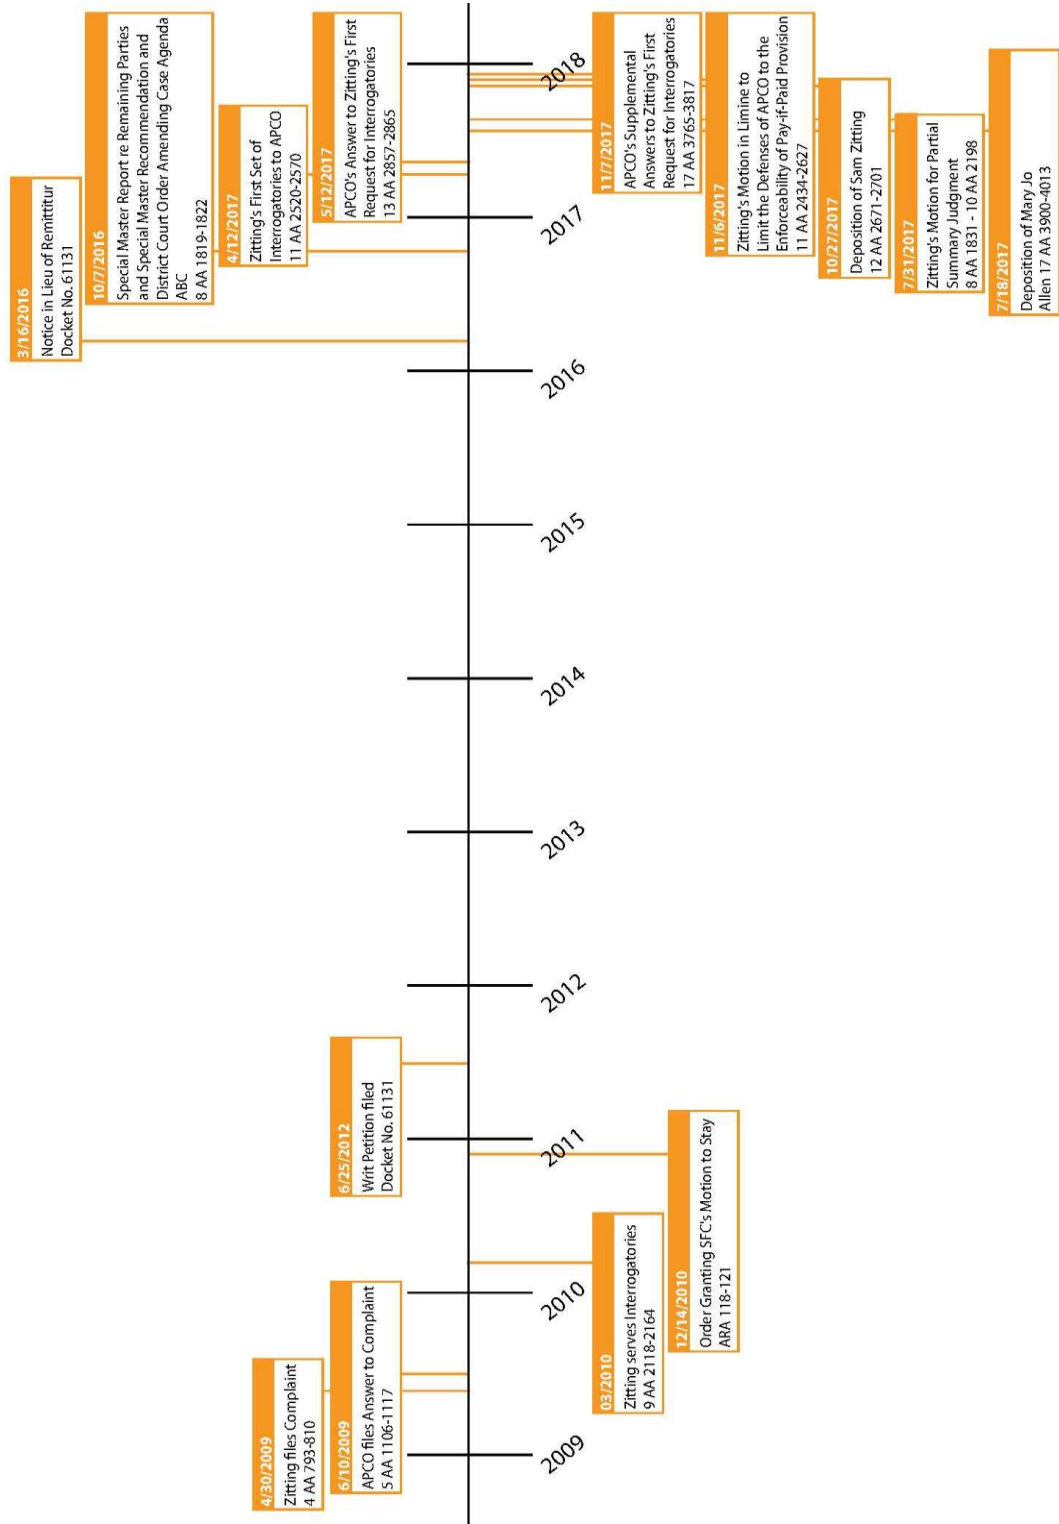 4/30/2009
Zitting files Complaint
4 AA 793-810
6/10/2009
APCO files Answer to Complaint
5 AA 1106-1117
6/25/2012
Writ Petition filed
Docket No. 61131
3/16/2016
Notice in Lieu of Remittitur
Docket No. 61131
10/7/2016
Special Master Report re Remaining Parties
and Special Master Recommendation and
District Court Order Amending Case Agenda
ABC
8 AA 1819-1822
4/12/2017
Zitting's First Set of
Interrogatories to APCO
11 AA 2520-2570
5/12/2017
APCO's Answer to Zitting's First
Request for Interrogatories
13 AA 2857-2865
2009
2010
2011
2012
2013
2014
2015
2016
2017
2018
03/2010
Zitting serves Interrogatories
9 AA 2118-2164
12/14/2010
Order Granting SFC's Motion to Stay
ARA 118-121
11/7/2017
APCO's Supplemental
Answers to Zitting's First
Request for Interrogatories
17 AA 3765-3817
11/6/2017
Zitting's Motion in Limine to
Limit the Defenses of APCO to the
Enforceability of Pay-if-Paid Provision
11 AA 2434-2627
10/27/2017
Deposition of Sam Zitting
12 AA 2671-2701
7/31/2017
Zitting's Motion for Partial
Summary Judgment
8 AA 1831 - 10 AA 2198
7/18/2017
Deposition of Mary Jo
Allen 17 AA 3900-4013